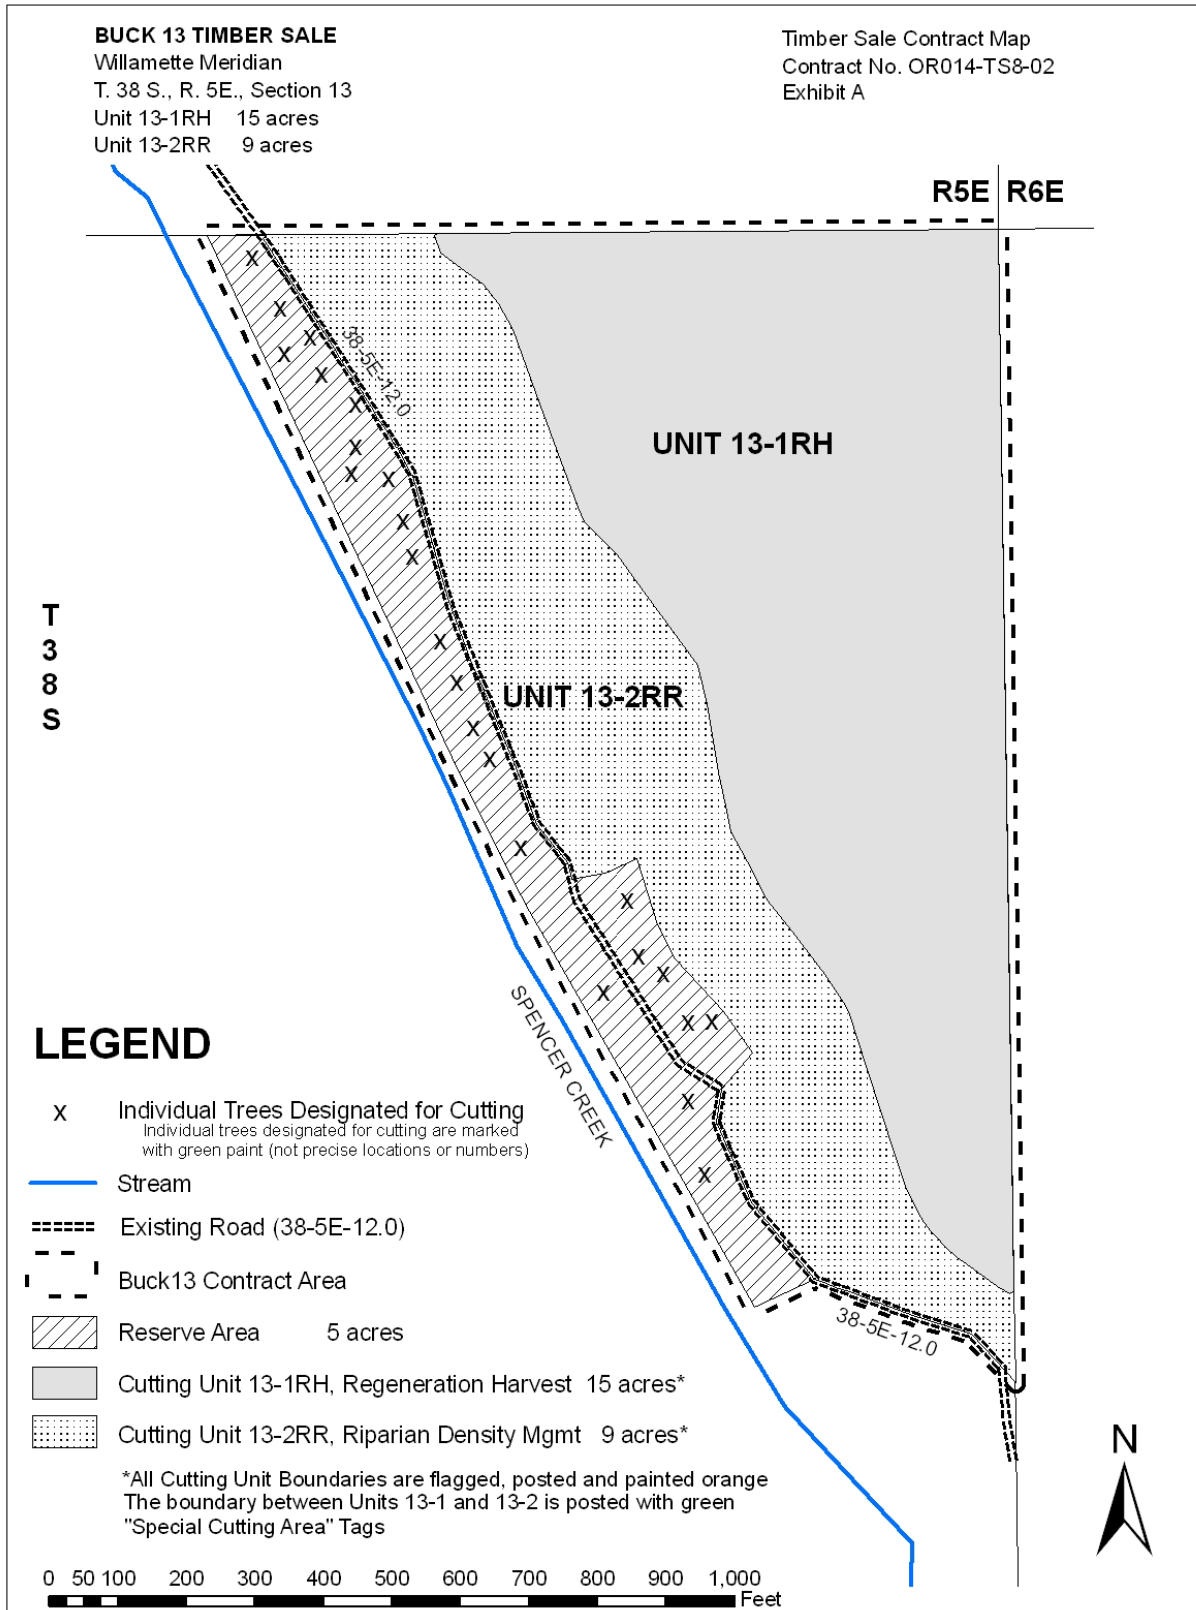 BUCK 13 TIMBER SALE
Willamette Meridian
T. 38 S., R. 5E., Section 13
Unit 13-1RH 15 acres
Unit 13-2RR 9 acres
Timber Sale Contract Map
Contract No. OR014-TS8-02
Exhibit A
R5E R6E
38-5E-12.0
UNIT 13-1RH
T
3
8
S
UNIT 13-2RR
SPENCER CREEK
38-5E-12.0
LEGEND
X Individual Trees Designated for Cutting
Individual trees designated for cutting are marked
with green paint (not precise locations or numbers)
Stream
Existing Road (38-5E-12.0)
Buck13 Contract Area
Reserve Area 5 acres
Cutting Unit 13-1RH, Regeneration Harvest 15 acres*
Cutting Unit 13-2RR, Riparian Density Mgmt 9 acres*
*All Cutting Unit Boundaries are flagged, posted and painted orange
The boundary between Units 13-1 and 13-2 is posted with green
"Special Cutting Area" Tags
N
0 50 100 200 300 400 500 600 700 800 900 1,000
Feet